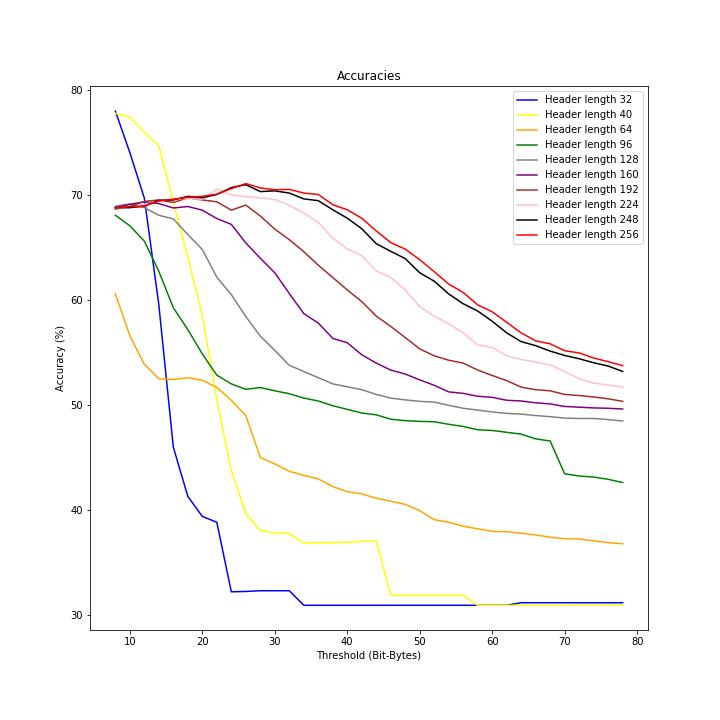 Accuracies
80
70
60
50
40
30
Accuracy (%)
10 20 30 40 50 60 70 80
Threshold (Bit-Bytes)
Header length 32
Header length 40
Header length 64
Header length 96
Header length 128
Header length 160
Header length 192
Header length 224
Header length 248
Header length 256